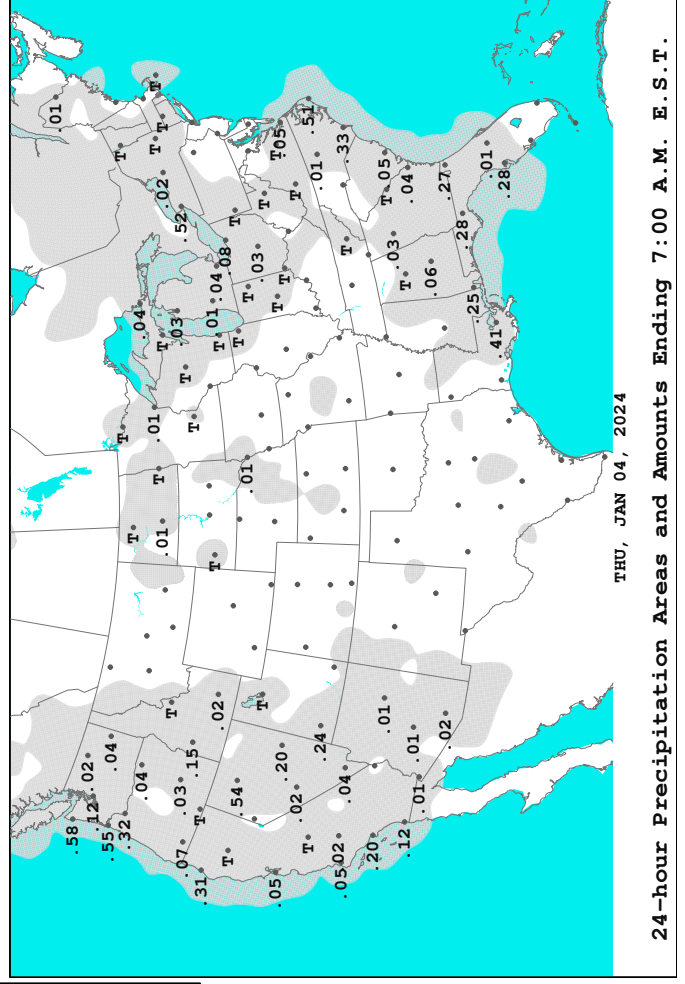 .01
.58
.02
.12
.55 .04
.32 T T
T
.04 .04
.01 T T
T T T
.01 .02
T .03
.03 .52
.07 T
.15 T
T
.31
.01 .04
.02 T T
.08
T T
.54 T
.01
T
.03
T T
.05 T .05
T
.20 T
.02 T
T .51
.01
.24
.05 .02 .33
.04 T
.20
.01 T .05
.03
.12 T .04
.01
.01
.06
.02 .27
.28
.25
.01
.41
.28
THU, JAN 04, 2024
24-hour Precipitation Areas and Amounts Ending 7:00 A.M. E.S.T.